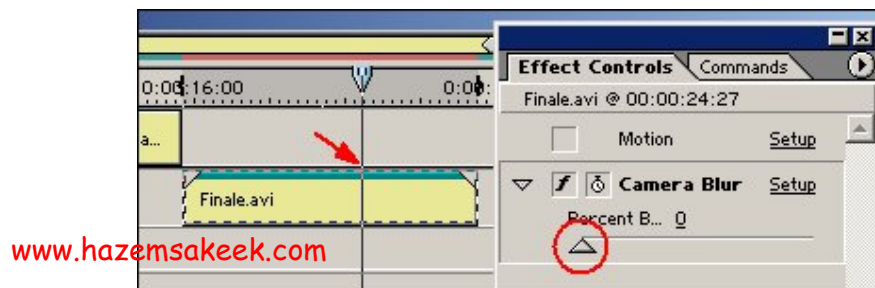 Effect Controls Commands
0:00:16:00 0:00:
Finale.avi @ 00:00:24:27
Motion Setup
a...
Camera Blur Setup
Finale.avi
Percent B... 0
www.hazemsakeek.com